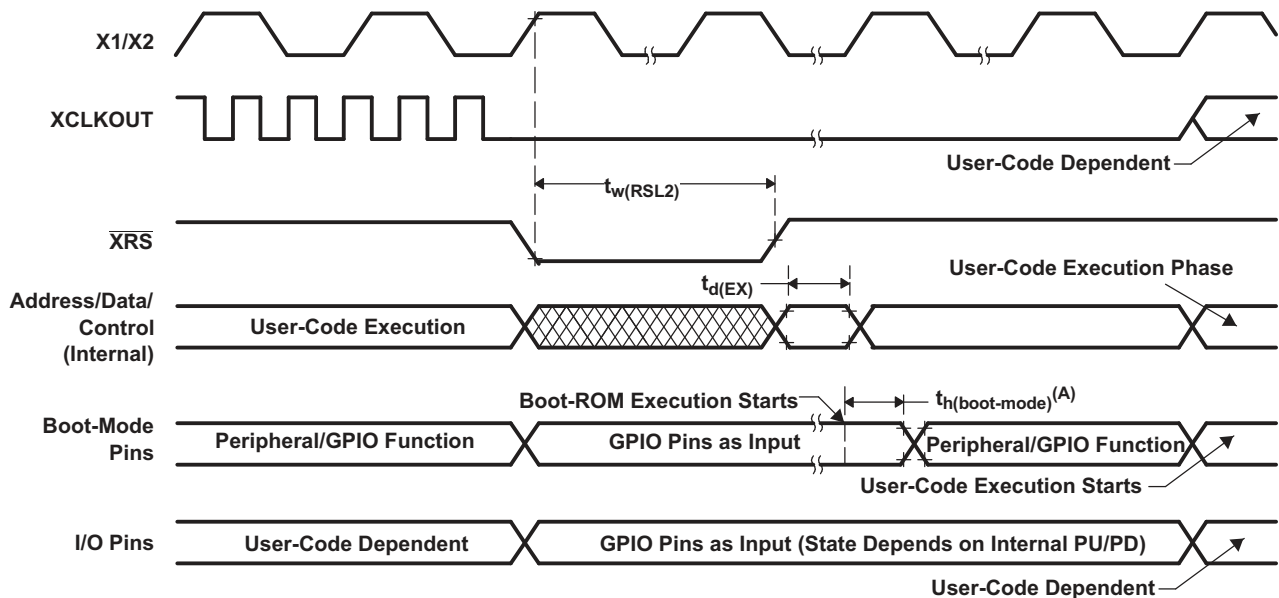 X1/X2
XCLKOUT
User-Code Dependent
tw(RSL2)
XRS
User-Code Execution Phase
td(EX)
Address/Data/
Control
(Internal)
User-Code Execution
Boot-ROM Execution Starts
th(boot-mode)(A)
Boot-Mode
Pins
Peripheral/GPIO Function
GPIO Pins as Input
Peripheral/GPIO Function
User-Code Execution Starts
I/O Pins
User-Code Dependent
GPIO Pins as Input (State Depends on Internal PU/PD)
User-Code Dependent